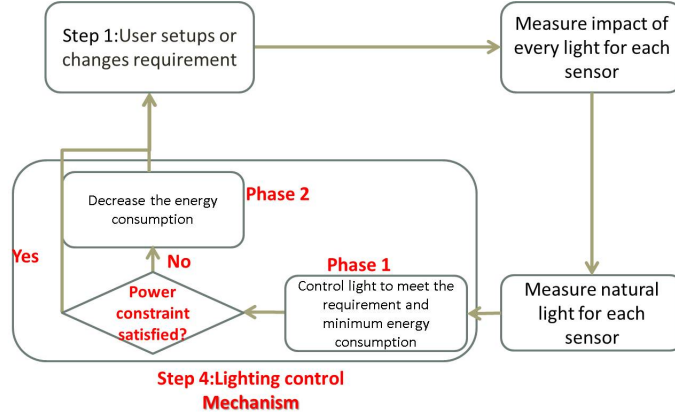 Step 1:User setups or
changes requirement
Measure impact of
every light for each
sensor
Decrease the energy
consumption
Phase 2
Yes
No
Phase 1
Power
constraint
satisfied?
Control light to meet the
requirement and
minimum energy
consumption
Measure natural
light for each
sensor
Step 4:Lighting control
Mechanism